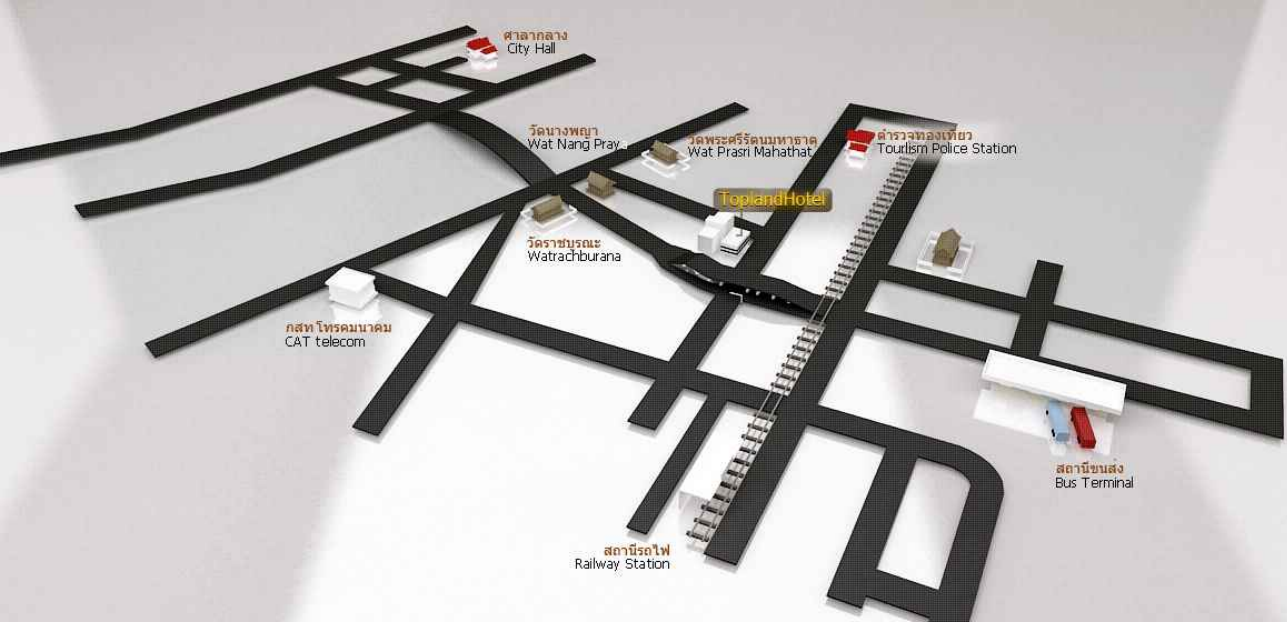 ศาลากลาง
City Hall
วัดนางพญา
Wat Nang Pray
วัดพระศรีรัตนมหาธาตุ
Wat Prasri Mahathat
ตำรวจท่องเที่ยว
Tourlism Police Station
ToplandHotel
วัดราชบูรณะ
Watrachburana
กสท โทรคมนาคม
CAT telecom
สถานีขนส่ง
Bus Terminal
สถานีรถไฟ
Railway Station